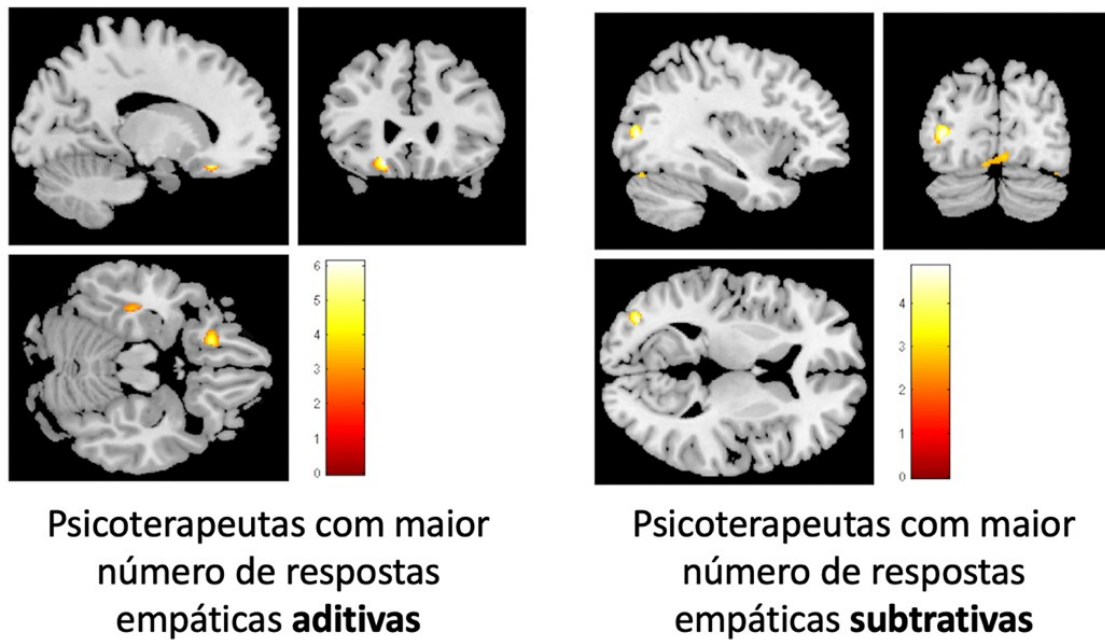 6
5
4
3
2
1
0
4
3
2
1
0
Psicoterapeutas com maior
número de respostas
empáticas aditivas
Psicoterapeutas com maior
número de respostas
empáticas subtrativas